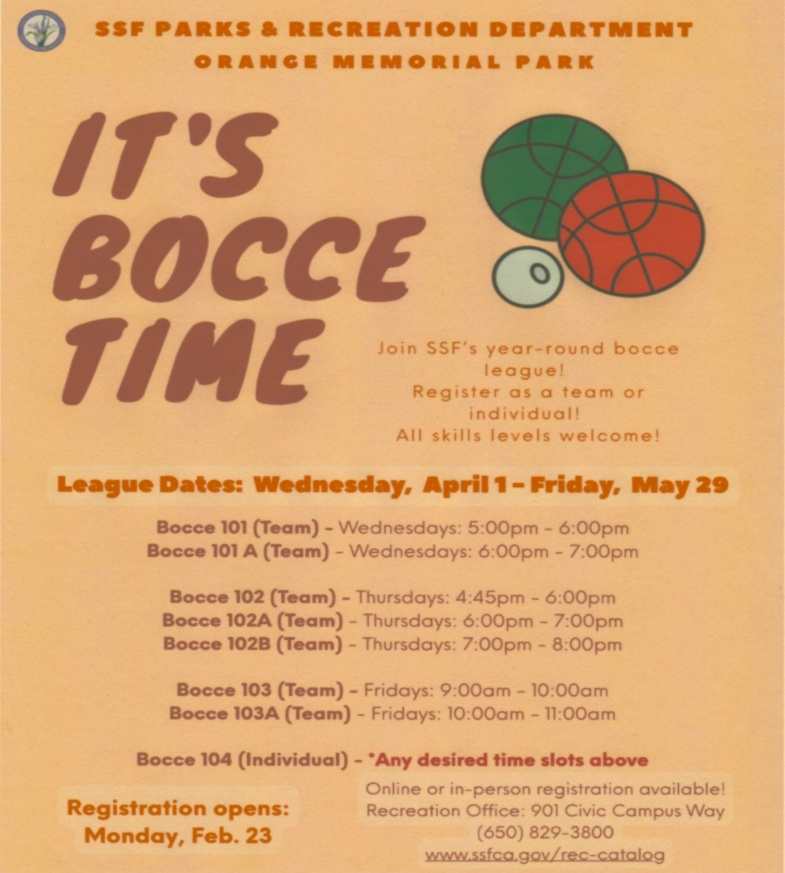 SSF PARKS & RECREATION DEPARTMENT
ORANGE MEMORIAL PARK
IT'S
BOCCE
TIME
Join SSF's year-round bocce
league!
Register as a team or
individual!
All skills levels welcome!
League Dates: Wednesday, April 1 - Friday, May 29
Bocce 101 (Team) - Wednesdays: 5:00pm - 6:00pm
Bocce 101 A (Team) - Wednesdays: 6:00pm - 7:00pm
Bocce 102 (Team) - Thursdays: 4:45pm - 6:00pm
Bocce 102A (Team) - Thursdays: 6:00pm - 7:00pm
Bocce 102B (Team) - Thursdays: 7:00pm - 8:00pm
Bocce 103 (Team) - Fridays: 9:00am - 10:00am
Bocce 103A (Team) - Fridays: 10:00am - 11:00am
Bocce 104 (Individual) - *Any desired time slots above
Registration opens:
Monday, Feb. 23
Online or in-person registration available!
Recreation Office: 901 Civic Campus Way
(650) 829-3800
www.ssfca.gov/rec-catalog